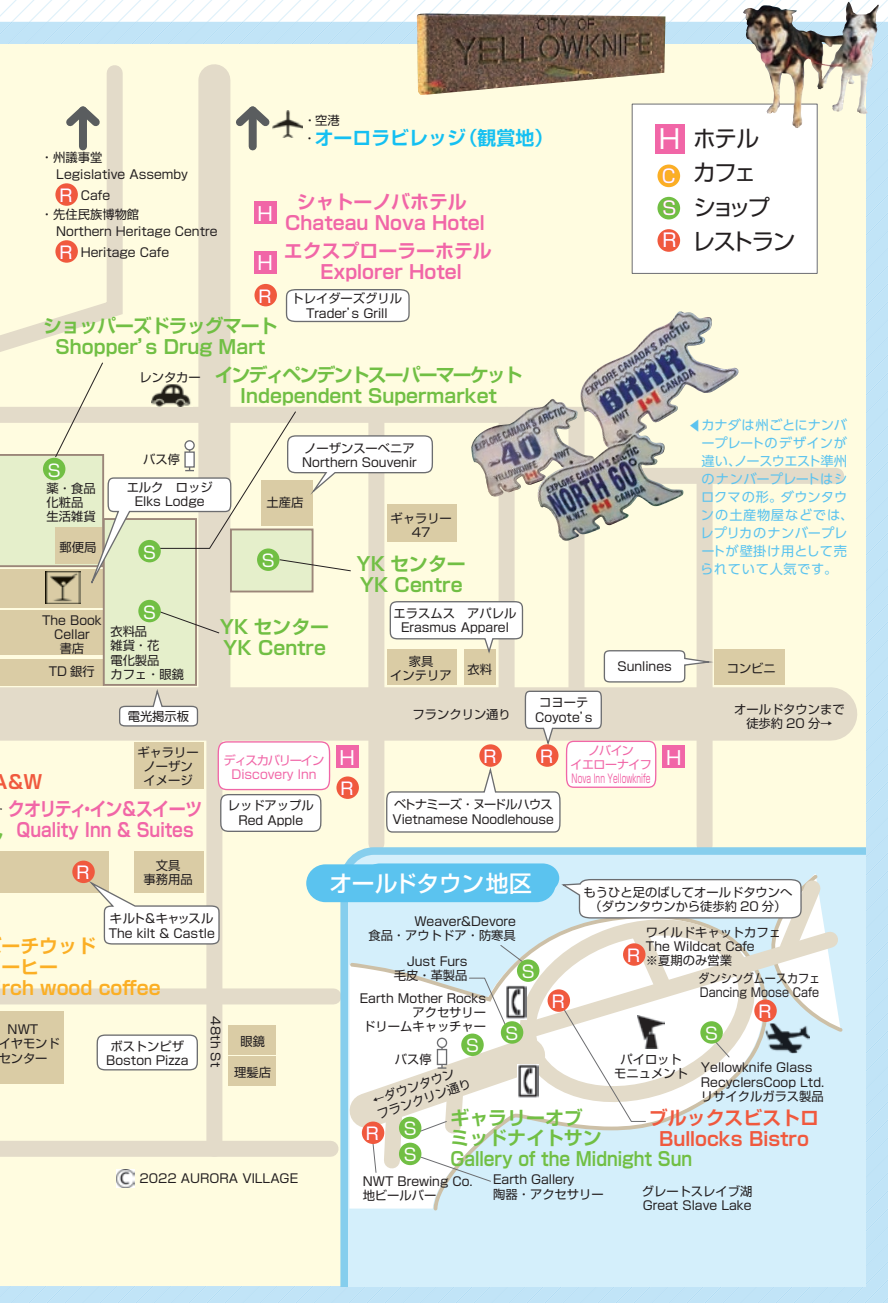 CITY OF
YELLOWKNIFE
H ホテル
C カフェ
S ショップ
R レストラン
・空港
・オーロラビレッジ(観賞地)
・州議事堂
Legislative Assemby
R Cafe
・先住民族博物館
Northern Heritage Centre
R Heritage Cafe
H シャトーノバホテル
Chateau Nova Hotel
H エクスプローラーホテル
Explorer Hotel
R トレイダーズグリル
Trader's Grill
ショッパーズドラッグマート
Shopper's Drug Mart
レンタカー
インディペンデントスーパーマーケット
Independent Supermarket
EXPLORE CANADA'S ARCTIC
BRRR
NWT CANADA
EXPLORE CANADA'S ARCTIC
-40
YELLOWKNIFE NWT
EXPLORE CANADA'S ARCTIC
NORTH 60°
N.W.T. CANADA
◀カナダは州ごとにナンバ
ープレートのデザインが
違い、ノースウエスト準州
のナンバープレートはシ
ロクマの形。ダウンタウ
ンの土産物屋などでは、
レプリカのナンバープレ
ートが壁掛け用として売
られていて人気です。
バス停
ノーザンスーベニア
Northern Souvenir
S
薬・食品
化粧品
生活雑貨
エルク ロッジ
Elks Lodge
土産店
ギャラリー
47
郵便局
S
S
YK センター
YK Centre
The Book
Cellar
書店
S
衣料品
雑貨・花
電化製品
カフェ・眼鏡
YK センター
YK Centre
エラスムス アパレル
Erasmus Apparel
TD 銀行
家具
インテリア
衣料
Sunlines
コンビニ
電光掲示板
フランクリン通り
コヨーテ
Coyote's
オールドタウンまで
徒歩約 20 分→
ギャラリー
ノーザン
イメージ
ディスカバリーイン
Discovery Inn
H
R
R
R
ノバイン
イエローナイフ
Nova Inn Yellowknife
H
A&W
クオリティ・イン&スイーツ
Quality Inn & Suites
レッドアップル
Red Apple
ベトナミーズ・ヌードルハウス
Vietnamese Noodlehouse
R
文具
事務用品
キルト&キャッスル
The kilt & Castle
ーチウッド
ーヒー
rch wood coffee
NWT
イヤモンド
センター
ボストンピザ
Boston Pizza
48th St
眼鏡
理髪店
© 2022 AURORA VILLAGE
オールドタウン地区
もうひと足のばしてオールドタウンへ
(ダウンタウンから徒歩約 20 分)
Weaver&Devore
食品・アウトドア・防寒具
S
R
ワイルドキャットカフェ
The Wildcat Cafe
※夏期のみ営業
Just Furs
毛皮・革製品
ダンシングムースカフェ
Dancing Moose Cafe
Earth Mother Rocks
アクセサリー
ドリームキャッチャー
S
S
R
R
S
バス停
パイロット
モニュメント
Yellowknife Glass
RecyclersCoop Ltd.
リサイクルガラス製品
←ダウンタウン
フランクリン通り
S
ギャラリーオブ
ミッドナイトサン
Gallery of the Midnight Sun
ブルックスビストロ
Bullocks Bistro
R
S
NWT Brewing Co.
地ビールバー
Earth Gallery
陶器・アクセサリー
グレートスレイブ湖
Great Slave Lake